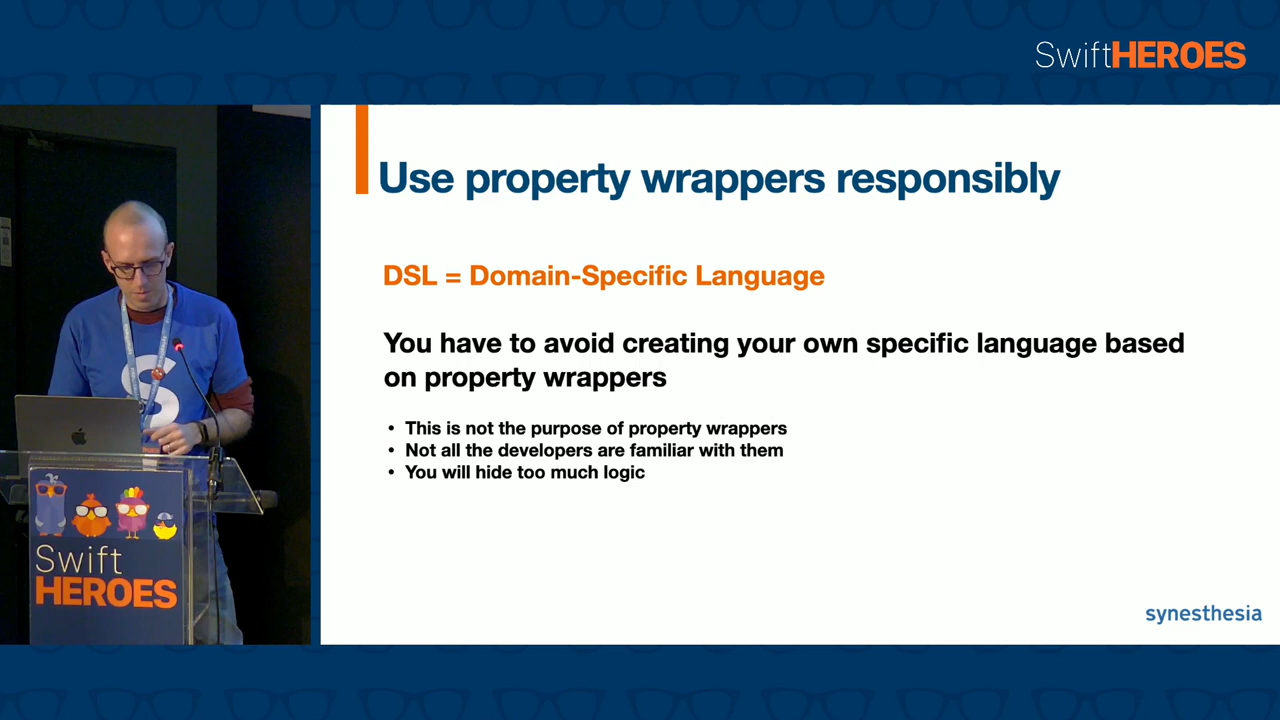 SwiftHEROES
Use property wrappers responsibly
DSL = Domain-Specific Language
You have to avoid creating your own specific language based
on property wrappers
• This is not the purpose of property wrappers
• Not all the developers are familiar with them
• You will hide too much logic
synesthesia
S
Swift
HEROES